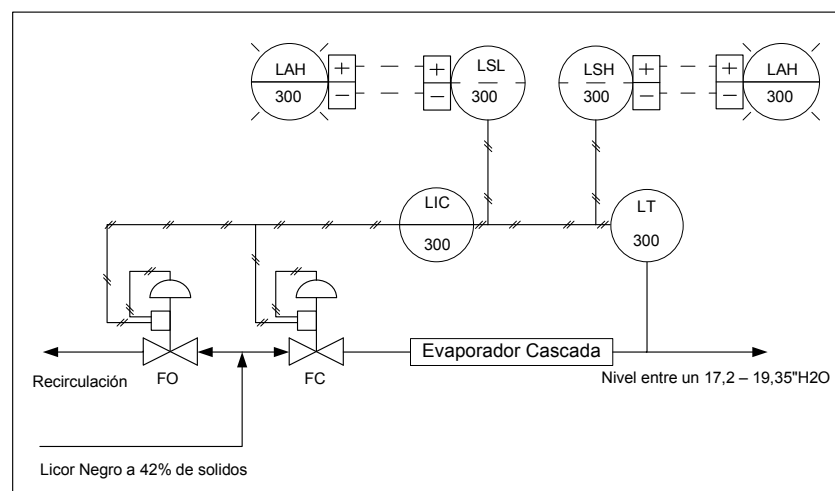 LAH
300
+
−
+
−
LSL
300
LSH
300
+
−
+
−
LAH
300
LIC
300
LT
300
Recirculación
FO
FC
Evaporador Cascada
Nivel entre un 17,2 – 19,35"H2O
Licor Negro a 42% de solidos